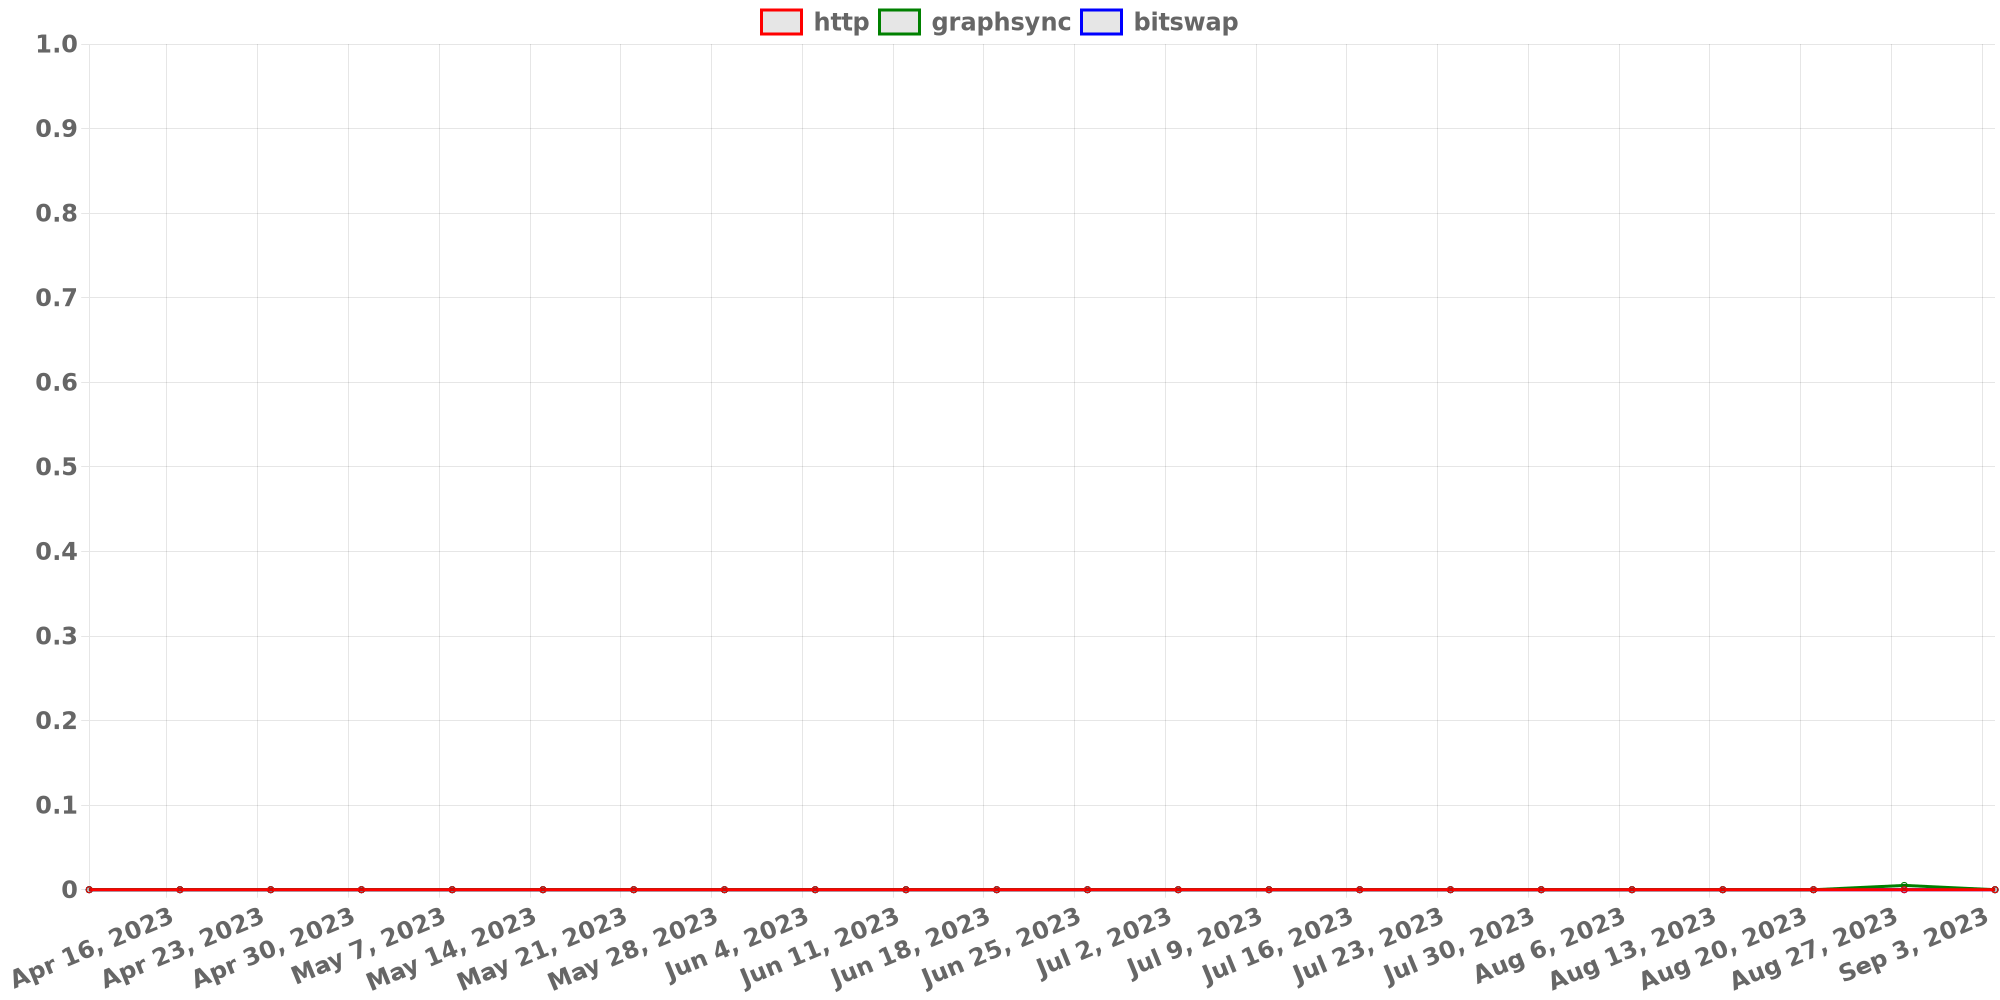 http graphsync bitswap
1.0
0.9
0.8
0.7
0.6
0.5
0.4
0.3
0.2
0.1
0
Apr 16, 2023
Apr 23, 2023
Apr 30, 2023
May 7, 2023
May 14, 2023
May 21, 2023
May 28, 2023
Jun 4, 2023
Jun 11, 2023
Jun 18, 2023
Jun 25, 2023
Jul 2, 2023
Jul 9, 2023
Jul 16, 2023
Jul 23, 2023
Jul 30, 2023
Aug 6, 2023
Aug 13, 2023
Aug 20, 2023
Aug 27, 2023
Sep 3, 2023